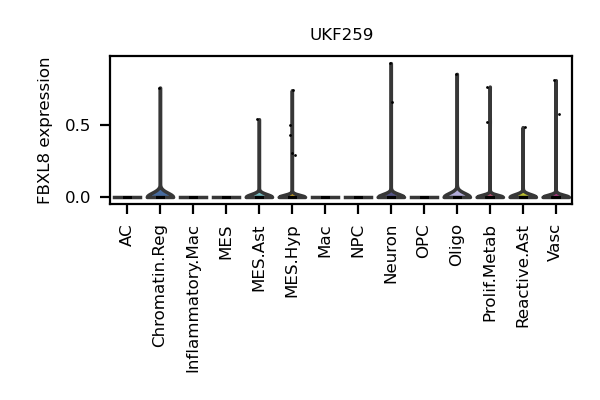 UKF259
FBXL8 expression
0.5
0.0
AC
Chromatin.Reg
Inflammatory.Mac
MES
MES.Ast
MES.Hyp
Mac
NPC
Neuron
OPC
Oligo
Prolif.Metab
Reactive.Ast
Vasc